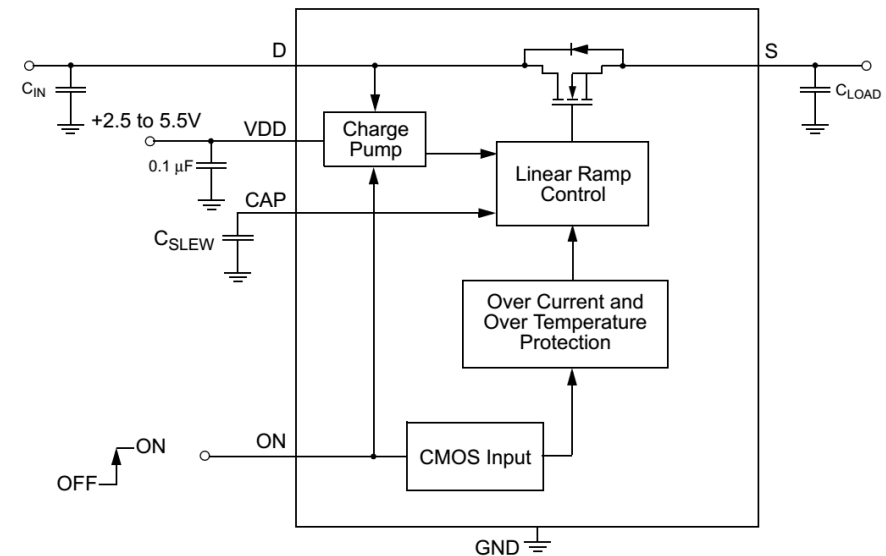 D
S
C_IN
C_LOAD
+2.5 to 5.5V
VDD
Charge
Pump
0.1 μF
Linear Ramp
Control
CAP
C_SLEW
Over Current and
Over Temperature
Protection
ON
ON
CMOS Input
OFF
GND